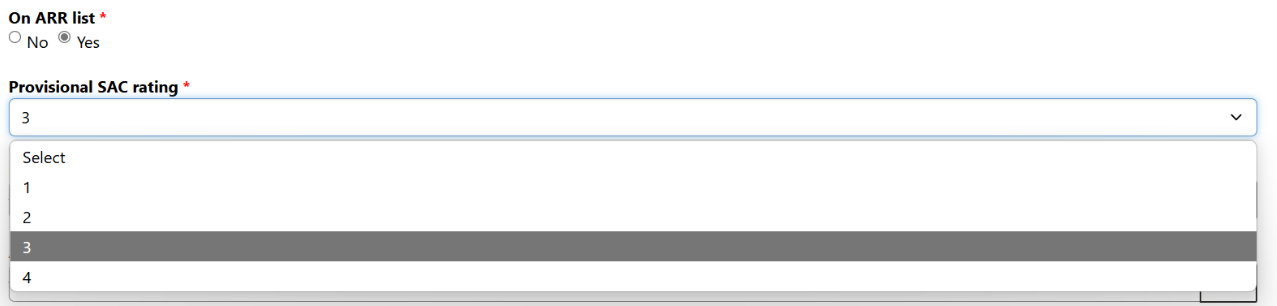 On ARR list *
No Yes
Provisional SAC rating *
3
Select
1
2
3
4